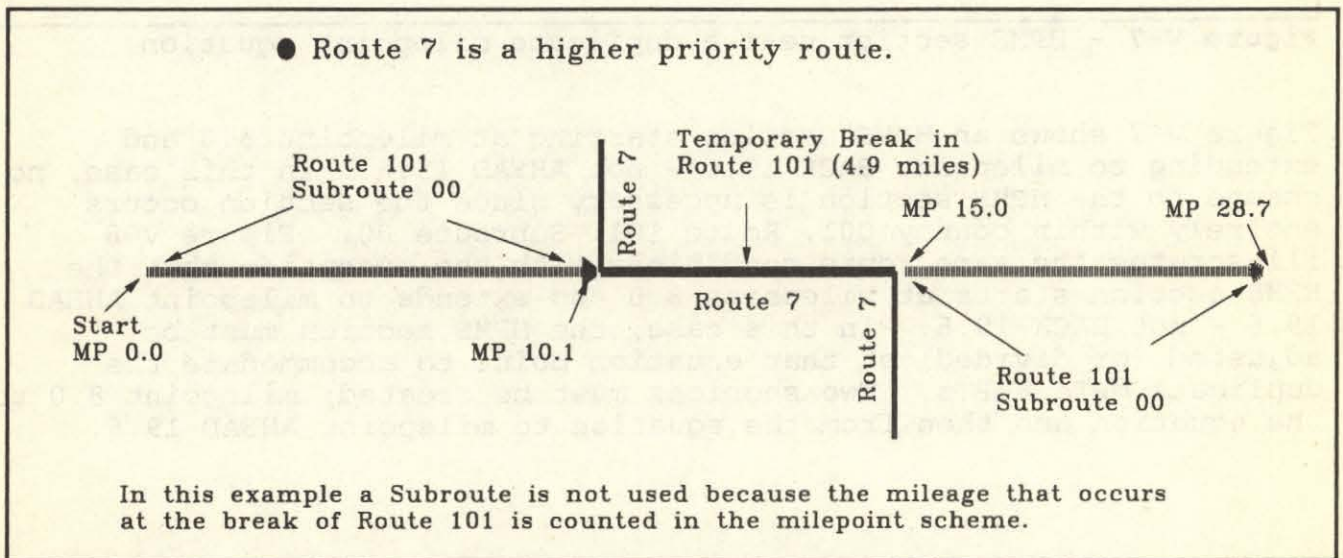 ● Route 7 is a higher priority route.
Route 101
Subroute 00
Route 7
Temporary Break in
Route 101 (4.9 miles)
MP 15.0
MP 28.7
Start
MP 0.0
MP 10.1
Route 7
Route 7
Route 101
Subroute 00
In this example a Subroute is not used because the mileage that occurs
at the break of Route 101 is counted in the milepoint scheme.